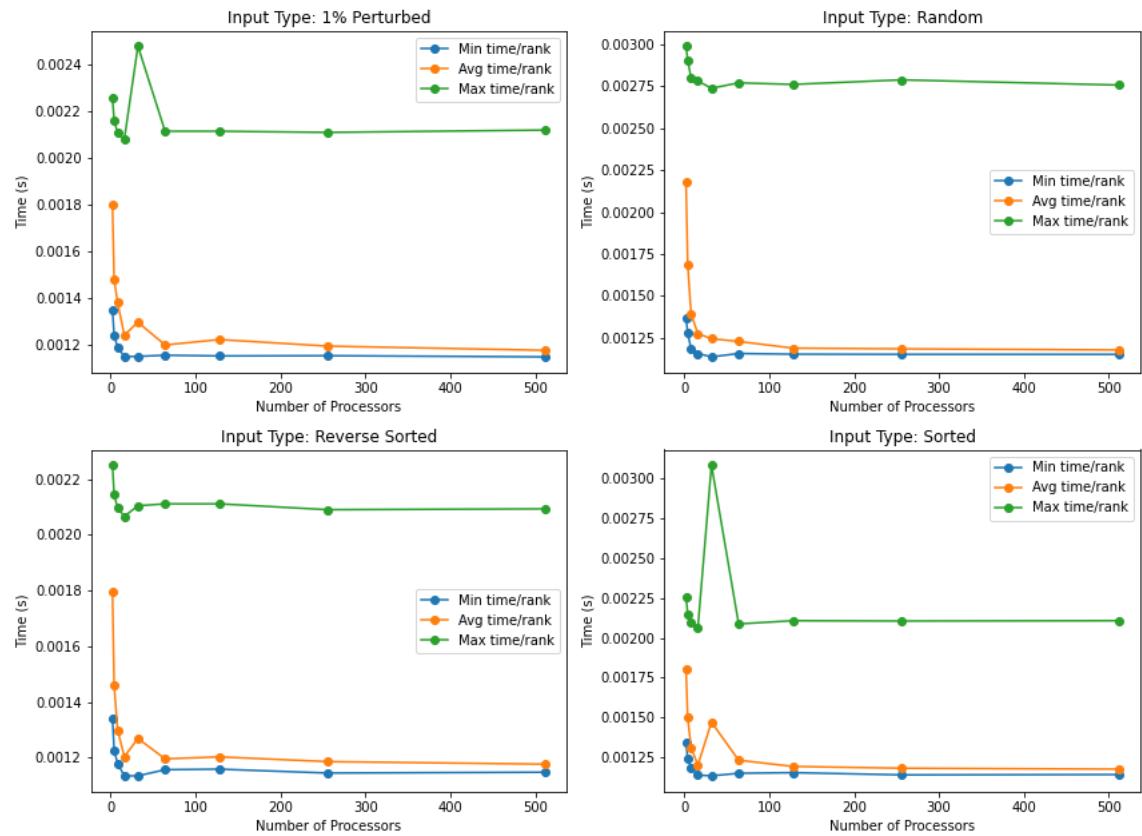 Input Type: 1% Perturbed
Time (s)
0.0024
0.0022
0.0020
0.0018
0.0016
0.0014
0.0012
Min time/rank
Avg time/rank
Max time/rank
0 100 200 300 400 500
Number of Processors
Input Type: Random
Time (s)
0.00300
0.00275
0.00250
0.00225
0.00200
0.00175
0.00150
0.00125
Min time/rank
Avg time/rank
Max time/rank
0 100 200 300 400 500
Number of Processors
Input Type: Reverse Sorted
Time (s)
0.0022
0.0020
0.0018
0.0016
0.0014
0.0012
Min time/rank
Avg time/rank
Max time/rank
0 100 200 300 400 500
Number of Processors
Input Type: Sorted
Time (s)
0.00300
0.00275
0.00250
0.00225
0.00200
0.00175
0.00150
0.00125
Min time/rank
Avg time/rank
Max time/rank
0 100 200 300 400 500
Number of Processors